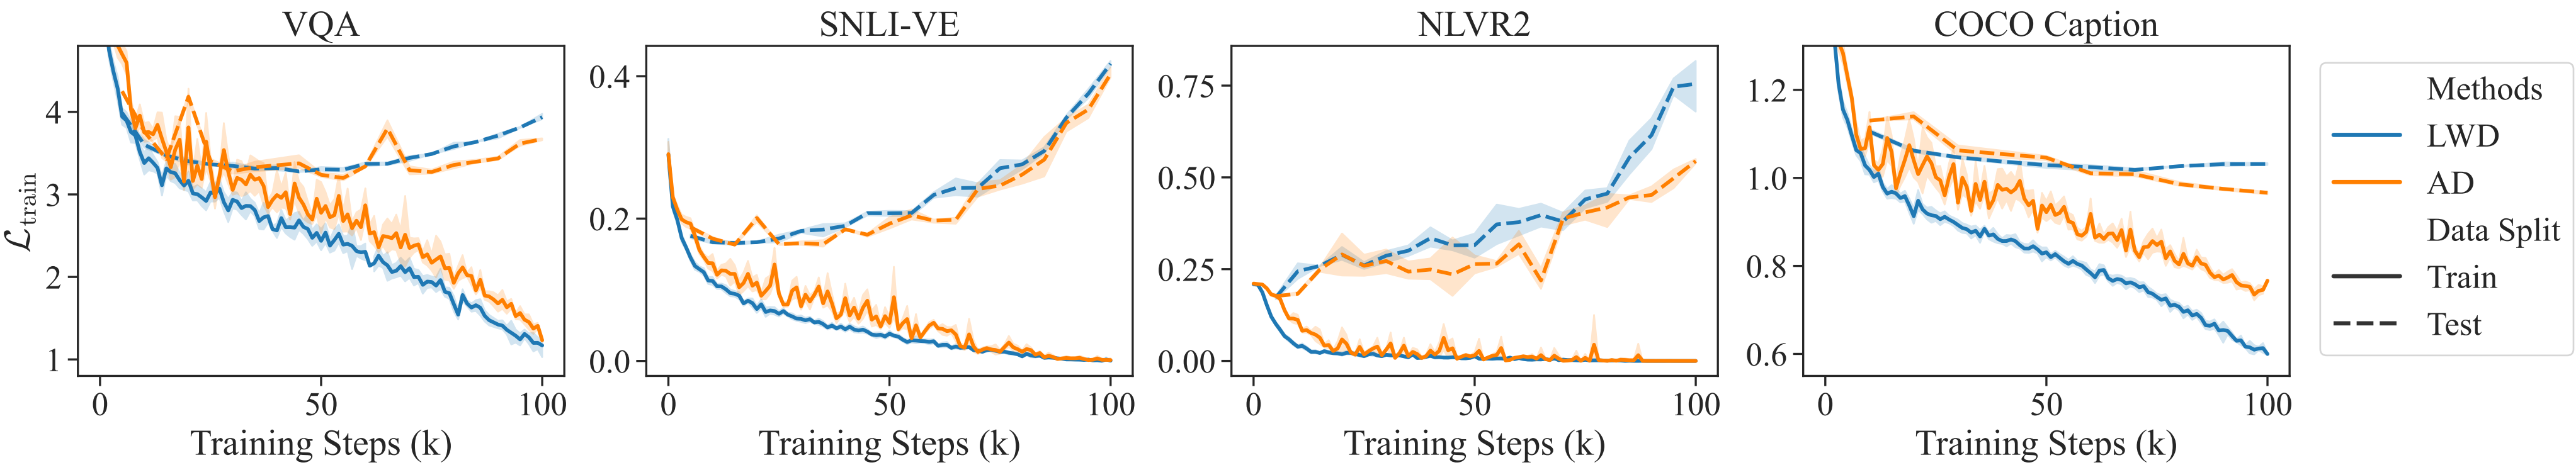 VQA
SNLI-VE
NLVR2
COCO Caption
ℒtrain
4
3
2
1
0
50
100
Training Steps (k)
0.4
0.2
0.0
0
50
100
Training Steps (k)
0.75
0.50
0.25
0.00
0
50
100
Training Steps (k)
1.2
1.0
0.8
0.6
0
50
100
Training Steps (k)
Methods
LWD
AD
Data Split
Train
Test